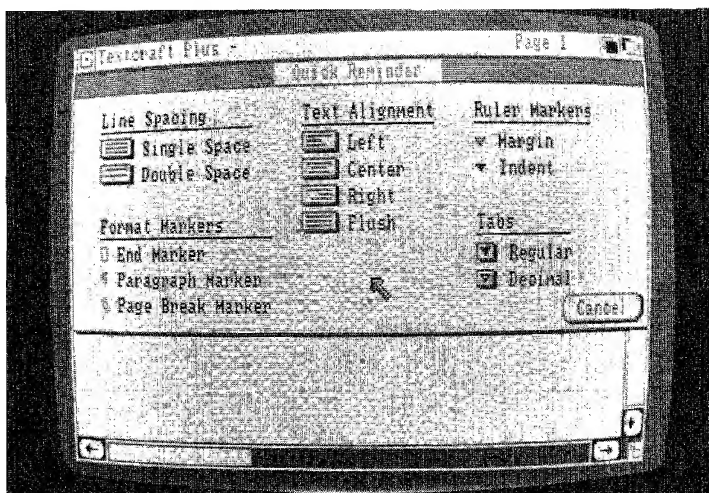 Textcraft Plus
Page 1
Quick Reminder
Line Spacing
Single Space
Double Space
Format Markers
End Marker
¶ Paragraph Marker
Page Break Marker
Text Alignment
Left
Center
Right
Flush
Ruler Markers
Margin
Indent
Tabs
Regular
Decimal
Cancel